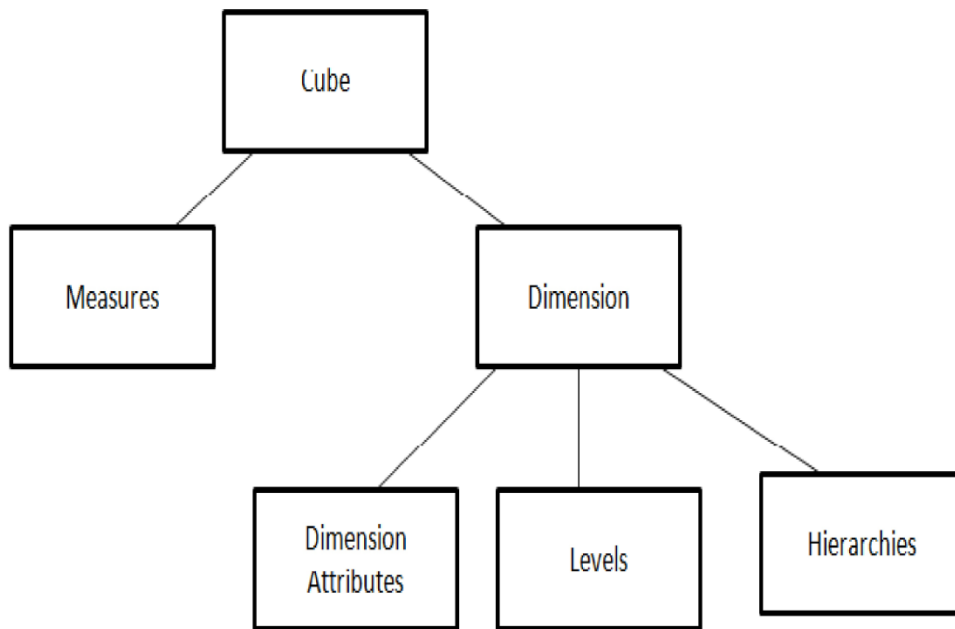 Cube
Measures
Dimension
Dimension
Attributes
Levels
Hierarchies